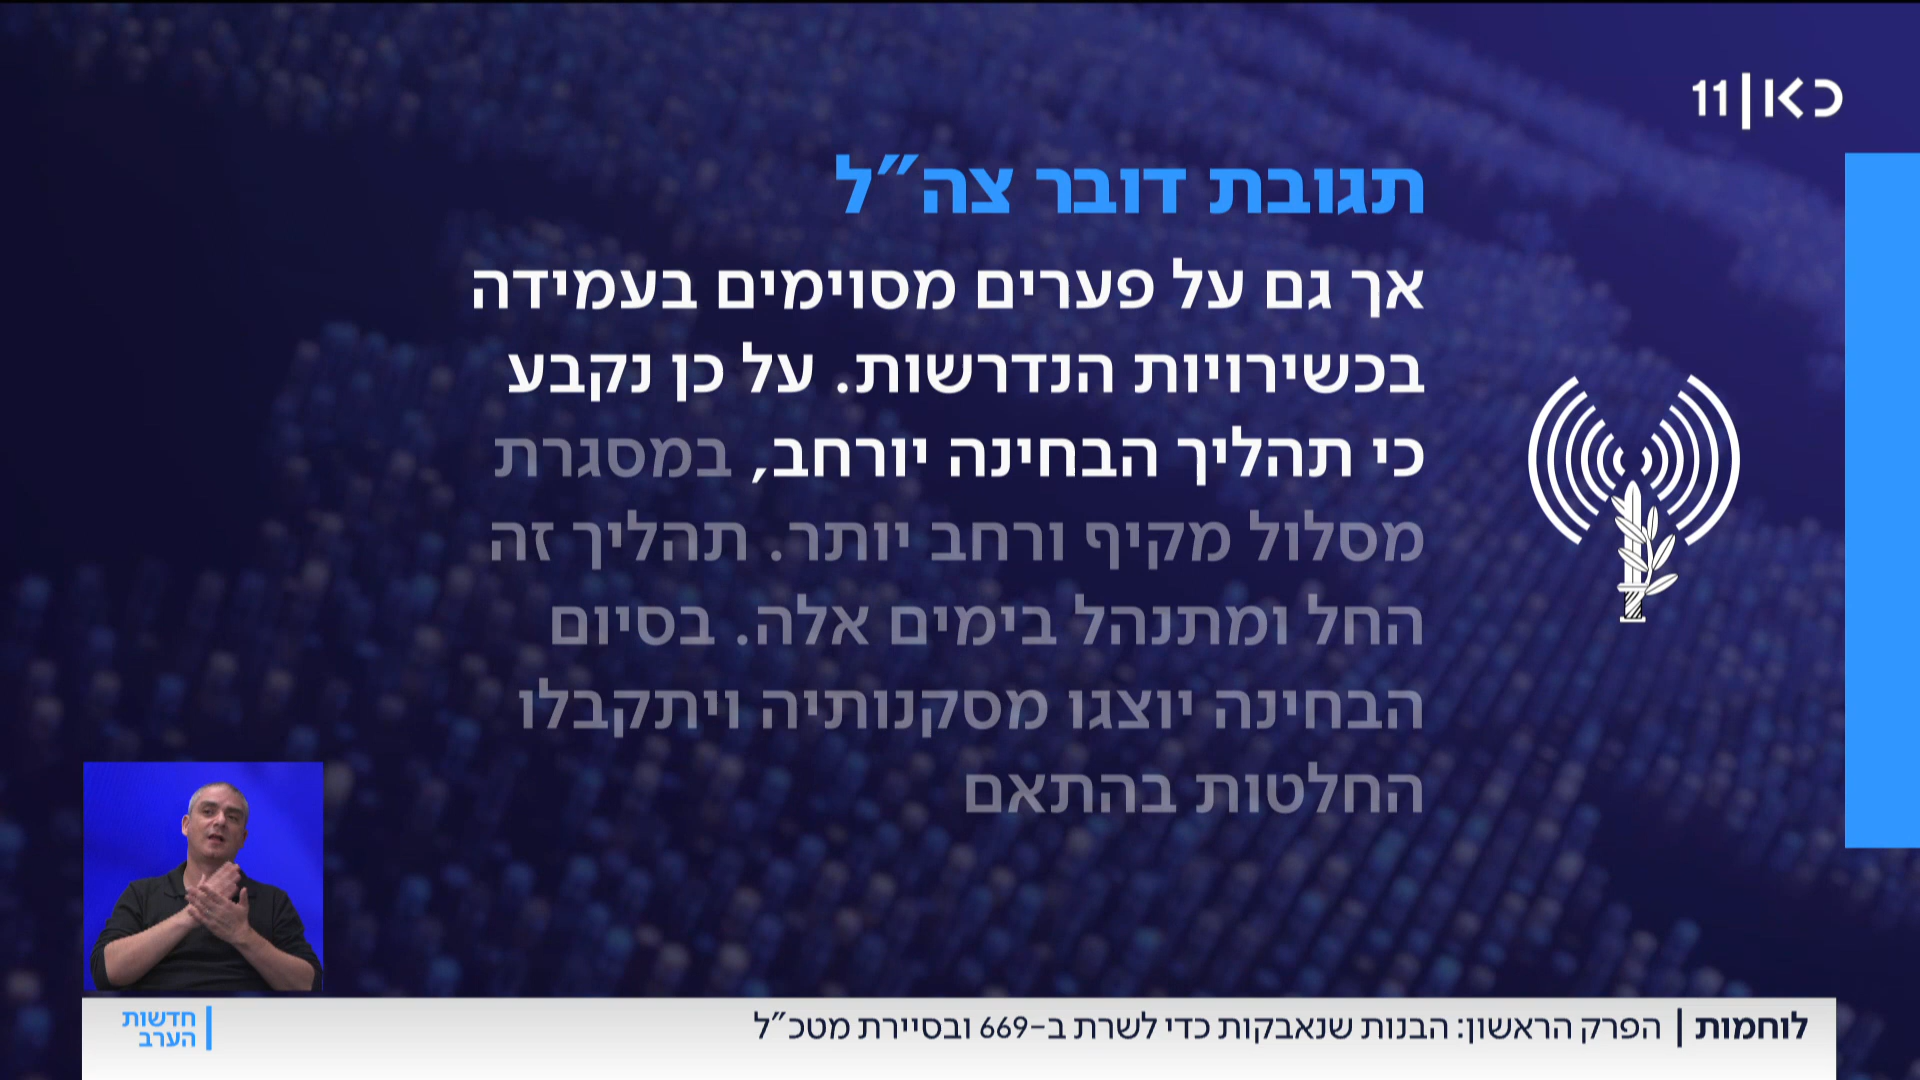 כאן|11
תגובת דובר צה״ל
אך גם על פערים מסוימים בעמידה
בכשירויות הנדרשות. על כן נקבע
כי תהליך הבחינה יורחב, במסגרת
מסלול מקיף ורחב יותר. תהליך זה
החל ומתנהל בימים אלה. בסיום
הבחינה יוצגו מסקנותיה ויתקבלו
החלטות בהתאם
לוחמות | הפרק הראשון: הבנות שנאבקות כדי לשרת ב-669 ובסיירת מטכ״ל
חדשות
הערב